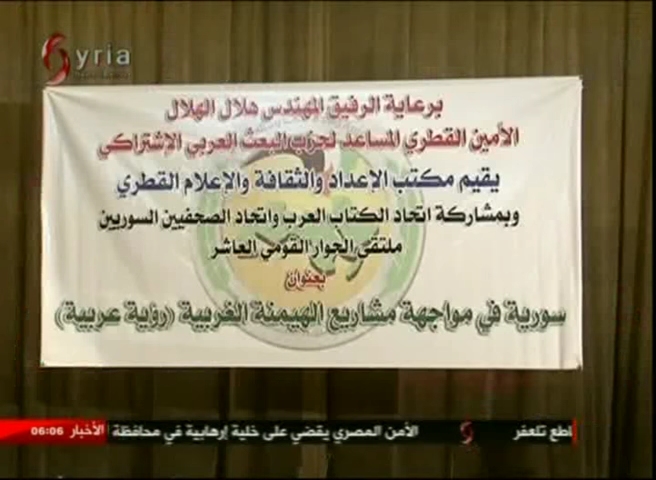 Syria
برعاية الرفيق المهندس هلال الهلال
الأمين القطري المساعد لحزب البعث العربي الإشتراكي
يقيم مكتب الإعداد والثقافة والإعلام القطري
وبمشاركة اتحاد الكتاب العرب واتحاد الصحفيين السوريين
ملتقى الحوار القومي العاشر
بعنوان
سورية في مواجهة مشاريع الهيمنة الغربية (رؤية عربية)
06:06 الأخبار الأمن المصري يقضي على خلية إرهابية في محافظة تلعفر